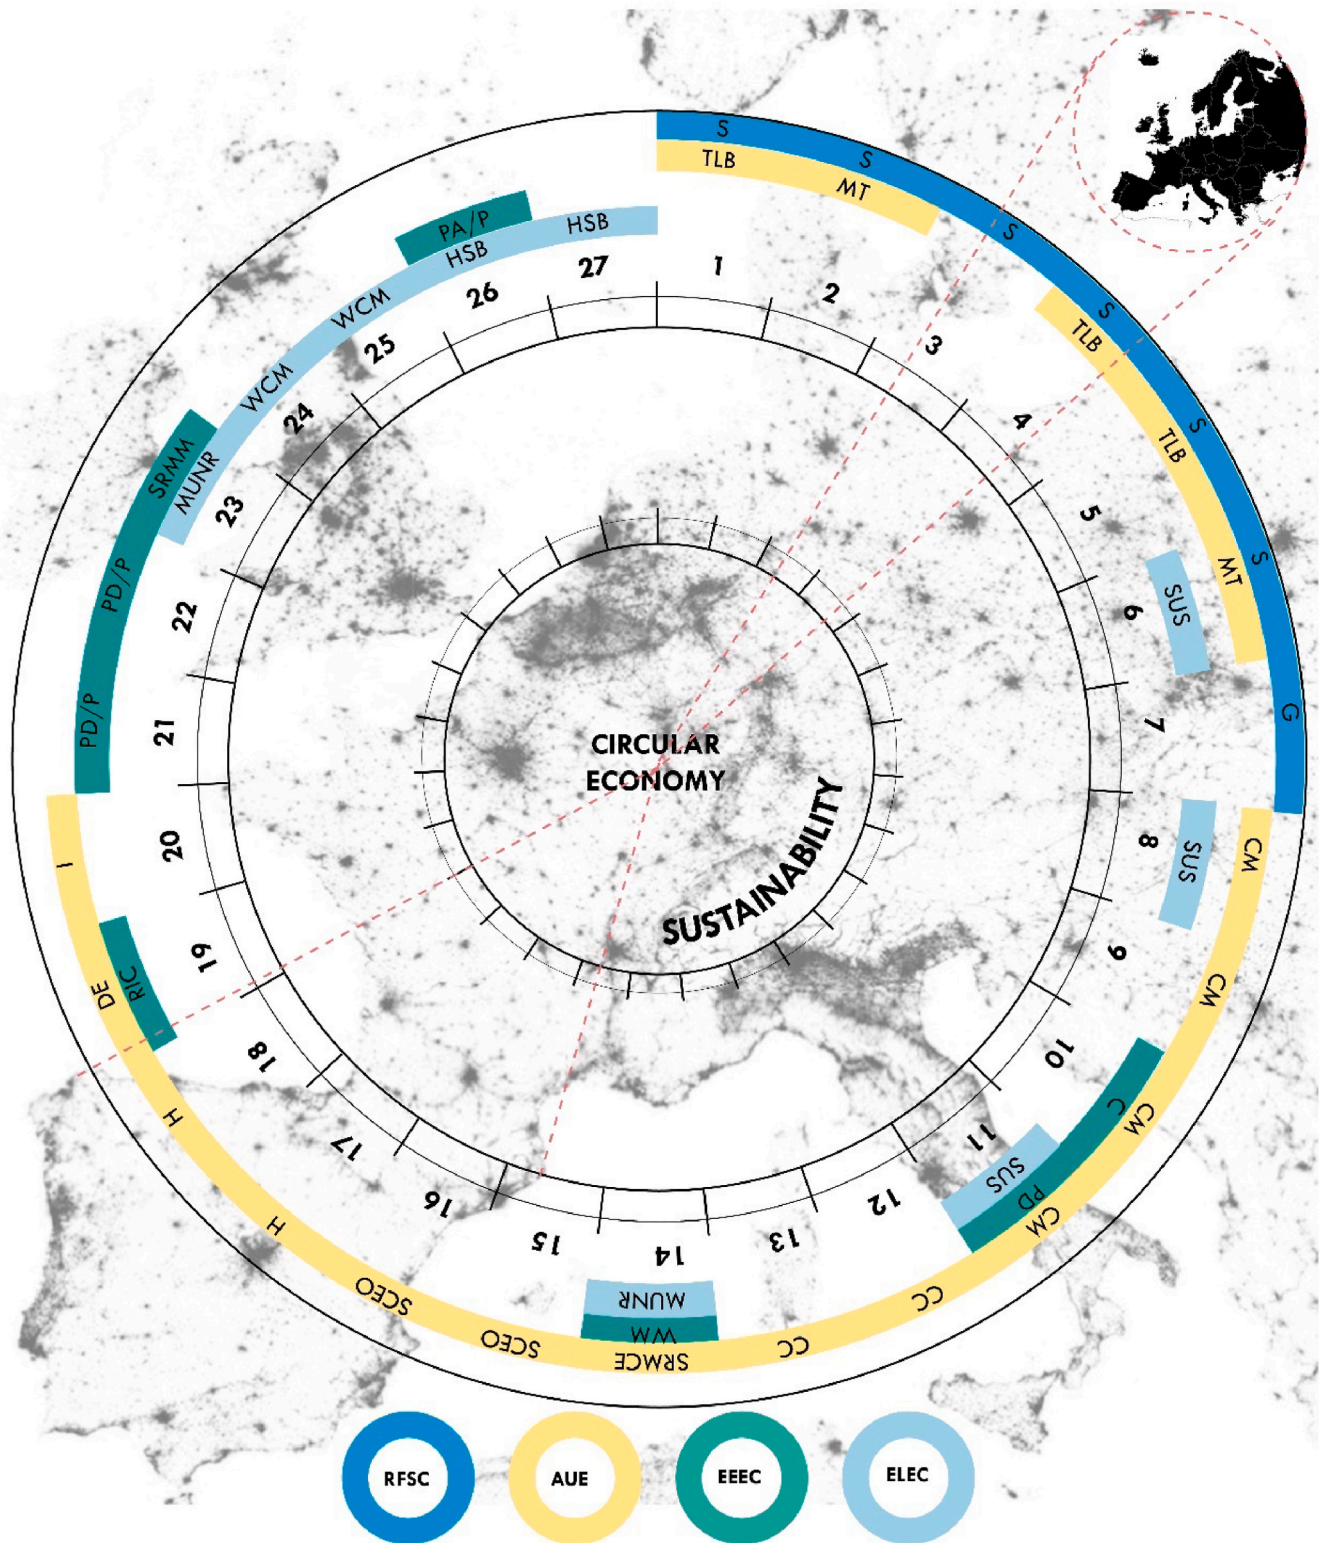 S
S
S
S
S
S
G
TLB
MT
TLB
TLB
MT
CM
CM
CM
CM
CC
CC
SRMCE
SCEO
SCEO
H
H
DE
I
C
PD
WM
RIC
PD/P
PD/P
SRMM
PA/P
SUS
SUS
SUS
MUNR
MUNR
WCM
WCM
HSB
HSB
1
2
3
4
5
6
7
8
9
10
11
12
13
14
15
16
17
18
19
20
21
22
23
24
25
26
27
CIRCULAR
ECONOMY
SUSTAINABILITY
RFSC
AUE
EEEC
ELEC